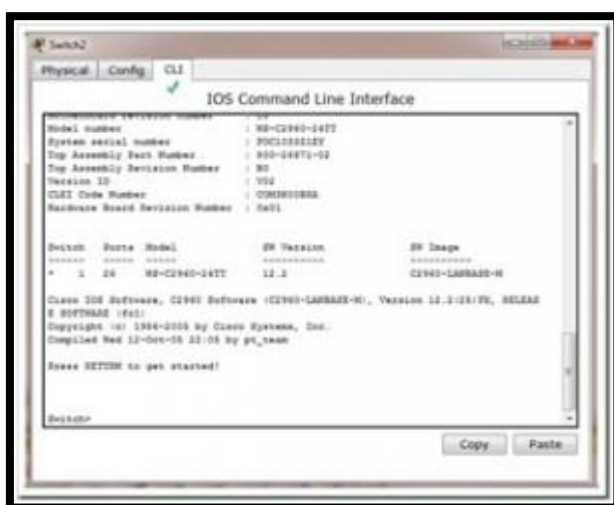 Switch2
Physical Config CLI
IOS Command Line Interface
Model number : WS-C2960-24TT
System serial number :
Top Assembly Part Number : 800-26671-02
Top Assembly Revision Number : B0
Version ID : V02
CLEI Code Number :
Hardware Board Revision Number : 0x01
Switch Ports Model SW Version SW Image
* 1 26 WS-C2960-24TT 12.2 C2960-LANBASE-M
Cisco IOS Software, C2960 Software (C2960-LANBASE-M), Version 12.2(25)FX, RELEAS
E SOFTWARE (fc1)
Copyright (c) 1986-2005 by Cisco Systems, Inc.
Compiled Wed 12-Oct-05 22:05 by pt_team
Press RETURN to get started!
Switch>
Copy Paste